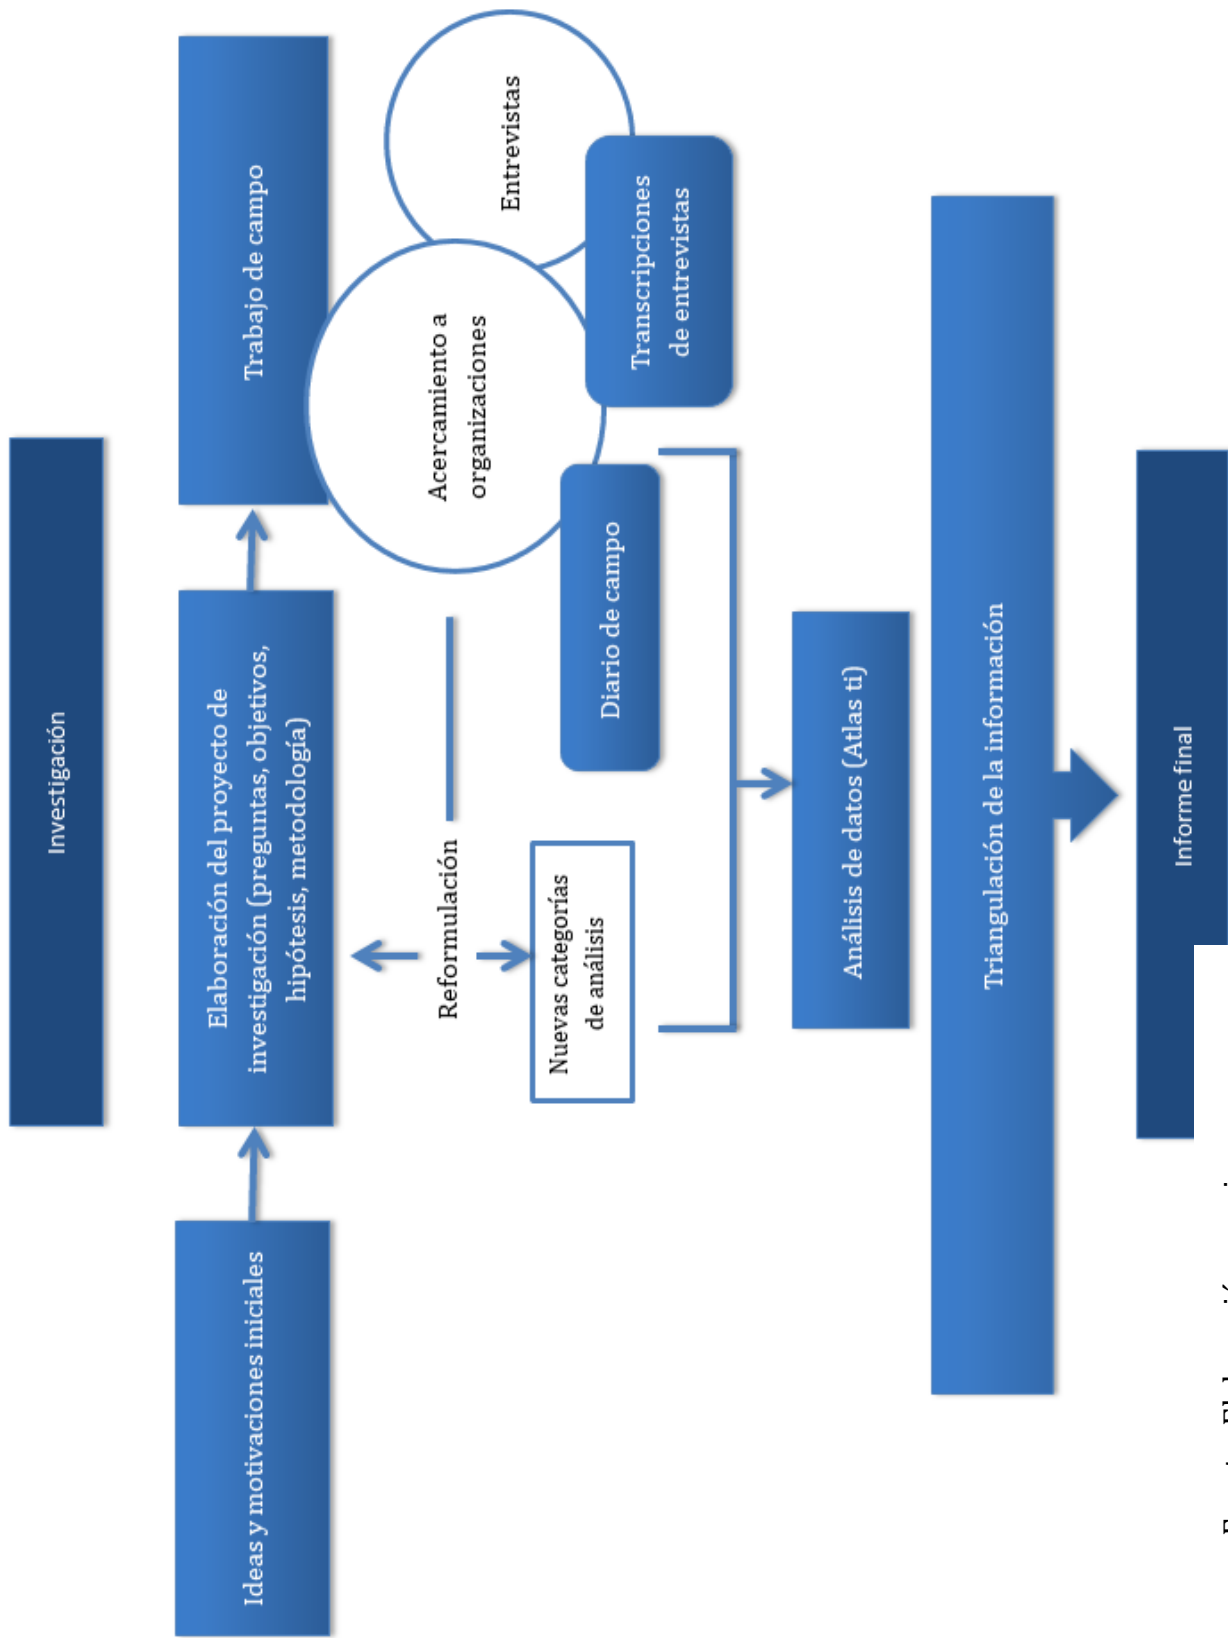 Investigación
Ideas y motivaciones iniciales
Elaboración del proyecto de
investigación (preguntas, objetivos,
hipótesis, metodología)
Trabajo de campo
Reformulación
Acercamiento a
organizaciones
Entrevistas
Nuevas categorías
de análisis
Diario de campo
Transcripciones
de entrevistas
Análisis de datos (Atlas ti)
Triangulación de la información
Informe final